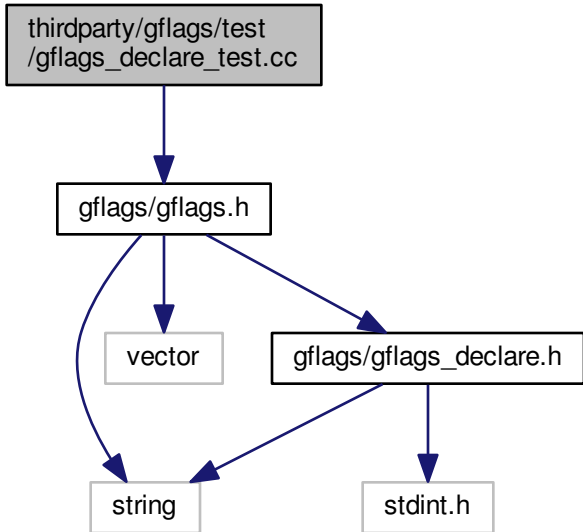 thirdparty/gflags/test
/gflags_declare_test.cc
gflags/gflags.h
vector
gflags/gflags_declare.h
string
stdint.h